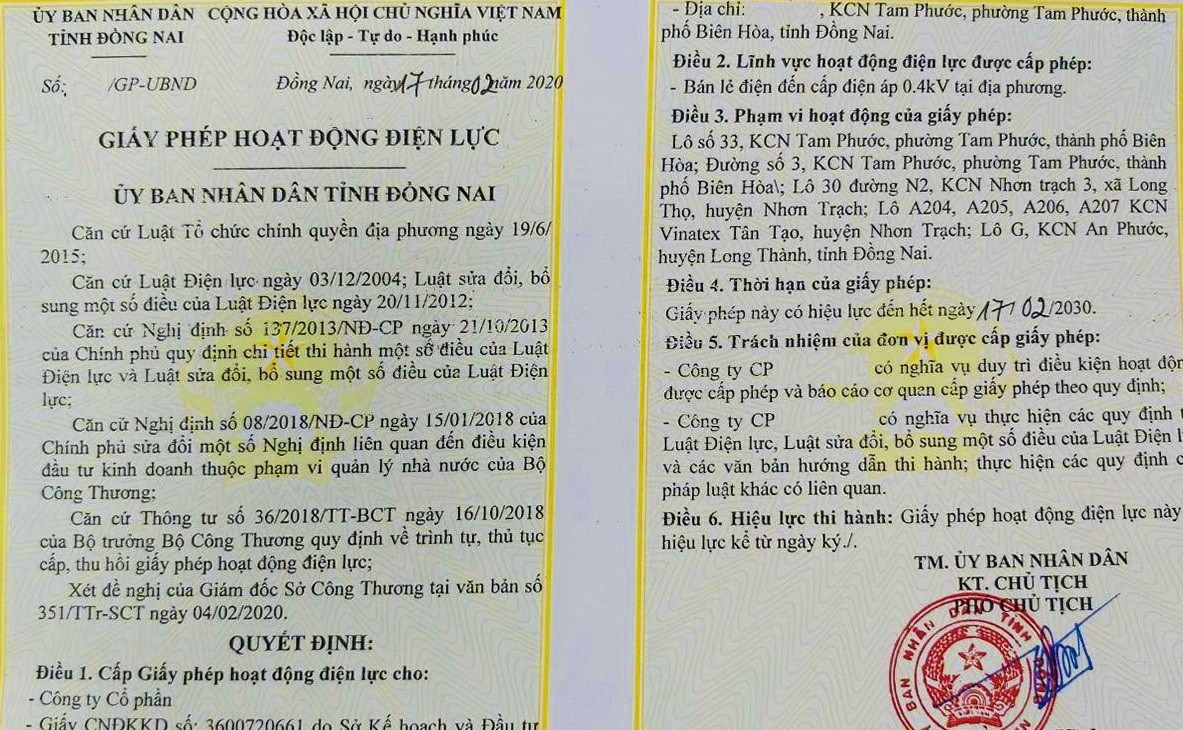 ỦY BAN NHÂN DÂN
TỈNH ĐỒNG NAI
CỘNG HÒA XÃ HỘI CHỦ NGHĨA VIỆT NAM
Độc lập - Tự do - Hạnh phúc
Số: /GP-UBND
Đồng Nai, ngày 17 tháng 02 năm 2020
GIẤY PHÉP HOẠT ĐỘNG ĐIỆN LỰC
ỦY BAN NHÂN DÂN TỈNH ĐỒNG NAI
Căn cứ Luật Tổ chức chính quyền địa phương ngày 19/6/
2015;
Căn cứ Luật Điện lực ngày 03/12/2004; Luật sửa đổi, bổ
sung một số điều của Luật Điện lực ngày 20/11/2012;
Căn cứ Nghị định số 137/2013/NĐ-CP ngày 21/10/2013
của Chính phủ quy định chi tiết thi hành một số điều của Luật
Điện lực và Luật sửa đổi, bổ sung một số điều của Luật Điện
lực;
Căn cứ Nghị định số 08/2018/NĐ-CP ngày 15/01/2018 của
Chính phủ sửa đổi một số Nghị định liên quan đến điều kiện
đầu tư kinh doanh thuộc phạm vi quản lý nhà nước của Bộ
Công Thương;
Căn cứ Thông tư số 36/2018/TT-BCT ngày 16/10/2018
của Bộ trưởng Bộ Công Thương quy định về trình tự, thủ tục
cấp, thu hồi giấy phép hoạt động điện lực;
Xét đề nghị của Giám đốc Sở Công Thương tại văn bản số
351/TTr-SCT ngày 04/02/2020.
QUYẾT ĐỊNH:
Điều 1. Cấp Giấy phép hoạt động điện lực cho:
- Công ty Cổ phần
- Giấy CNĐKKD số: 3600720661 do Sở Kế hoạch và Đầu tư
- Địa chỉ: , KCN Tam Phước, phường Tam Phước, thành
phố Biên Hòa, tỉnh Đồng Nai.
Điều 2. Lĩnh vực hoạt động điện lực được cấp phép:
- Bán lẻ điện đến cấp điện áp 0.4kV tại địa phương.
Điều 3. Phạm vi hoạt động của giấy phép:
Lô số 33, KCN Tam Phước, phường Tam Phước, thành phố Biên
Hòa; Đường số 3, KCN Tam Phước, phường Tam Phước, thành
phố Biên Hòa\; Lô 30 đường N2, KCN Nhơn trạch 3, xã Long
Thọ, huyện Nhơn Trạch; Lô A204, A205, A206, A207 KCN
Vinatex Tân Tạo, huyện Nhơn Trạch; Lô G, KCN An Phước,
huyện Long Thành, tỉnh Đồng Nai.
Điều 4. Thời hạn của giấy phép:
Giấy phép này có hiệu lực đến hết ngày 17/02/2030.
Điều 5. Trách nhiệm của đơn vị được cấp giấy phép:
- Công ty CP có nghĩa vụ duy trì điều kiện hoạt độn
được cấp phép và báo cáo cơ quan cấp giấy phép theo quy định;
- Công ty CP có nghĩa vụ thực hiện các quy định t
Luật Điện lực, Luật sửa đổi, bổ sung một số điều của Luật Điện l
và các văn bản hướng dẫn thi hành; thực hiện các quy định c
pháp luật khác có liên quan.
Điều 6. Hiệu lực thi hành: Giấy phép hoạt động điện lực này
hiệu lực kể từ ngày ký./.
TM. ỦY BAN NHÂN DÂN
KT. CHỦ TỊCH
PHÓ CHỦ TỊCH
BAN NHÂN DÂN TỈNH